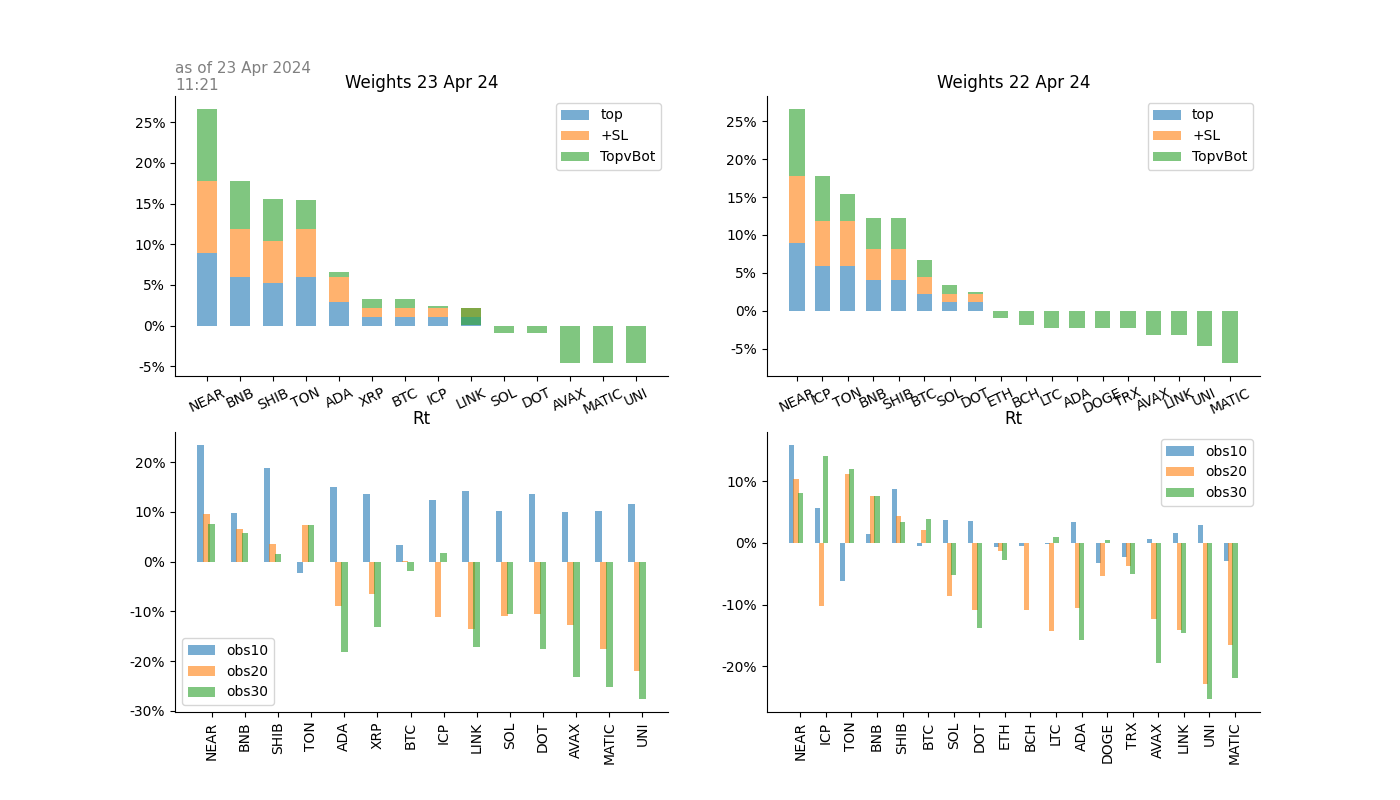 as of 23 Apr 2024
11:21
Weights 23 Apr 24
25%
20%
15%
10%
5%
0%
-5%
top
+SL
TopvBot
NEAR BNB SHIB TON ADA XRP BTC ICP LINK SOL DOT AVAX MATIC UNI
Weights 22 Apr 24
25%
20%
15%
10%
5%
0%
-5%
top
+SL
TopvBot
NEAR ICP TON BNB SHIB BTC SOL DOT ETH BCH LTC ADA DOGE TRX AVAX LINK UNI MATIC
Rt
20%
10%
0%
-10%
-20%
-30%
obs10
obs20
obs30
NEAR BNB SHIB TON ADA XRP BTC ICP LINK SOL DOT AVAX MATIC UNI
Rt
10%
0%
-10%
-20%
obs10
obs20
obs30
NEAR ICP TON BNB SHIB BTC SOL DOT ETH BCH LTC ADA DOGE TRX AVAX LINK UNI MATIC